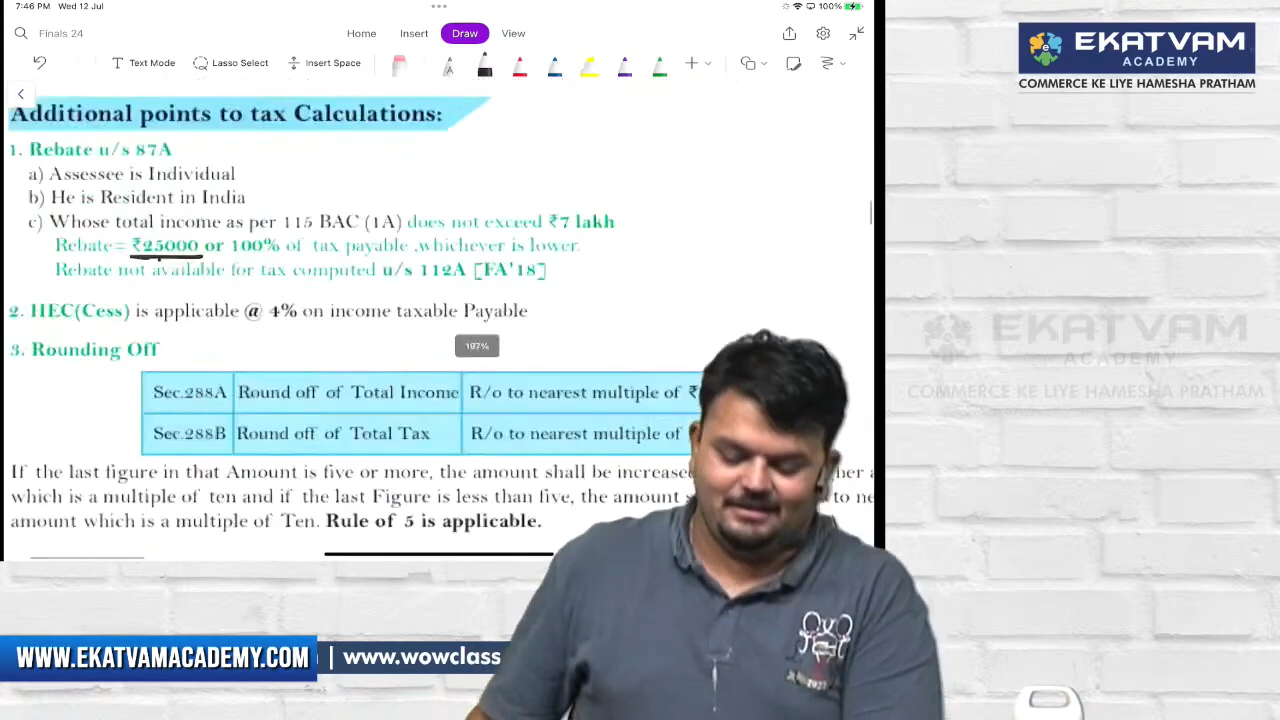 7:46 PM Wed 12 Jul
100%
Finals 24
Home Insert Draw View
Text Mode Lasso Select Insert Space
Additional points to tax Calculations:
1. Rebate u/s 87A
a) Assessee is Individual
b) He is Resident in India
c) Whose total income as per 115 BAC (1A) does not exceed ₹7 lakh
Rebate= ₹25000 or 100% of tax payable ,whichever is lower.
Rebate not available for tax computed u/s 112A [FA'18]
2. HEC(Cess) is applicable @ 4% on income taxable Payable
197%
3. Rounding Off
Sec.288A Round off of Total Income R/o to nearest multiple of ₹
Sec.288B Round off of Total Tax R/o to nearest multiple of
If the last figure in that Amount is five or more, the amount shall be increased
which is a multiple of ten and if the last Figure is less than five, the amount
amount which is a multiple of Ten. Rule of 5 is applicable.
EKATVAM
ACADEMY
COMMERCE KE LIYE HAMESHA PRATHAM
EKATVAM
ACADEMY
COMMERCE KE LIYE HAMESHA PRATHAM
WWW.EKATVAMACADEMY.COM | www.wowclass